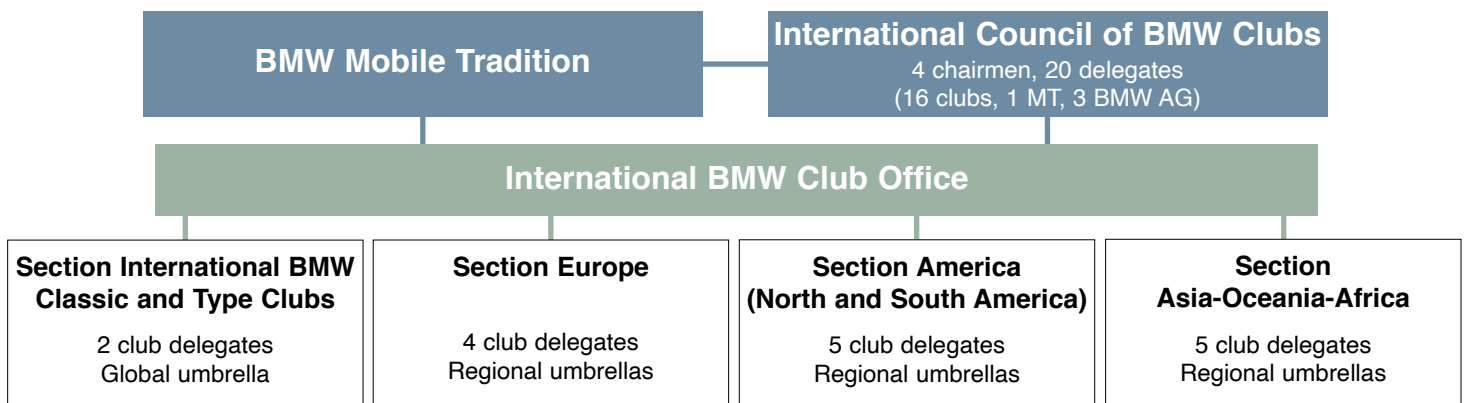 BMW Mobile Tradition
International Council of BMW Clubs
4 chairmen, 20 delegates
(16 clubs, 1 MT, 3 BMW AG)
International BMW Club Office
Section International BMW
Classic and Type Clubs
2 club delegates
Global umbrella
Section Europe
4 club delegates
Regional umbrellas
Section America
(North and South America)
5 club delegates
Regional umbrellas
Section
Asia-Oceania-Africa
5 club delegates
Regional umbrellas